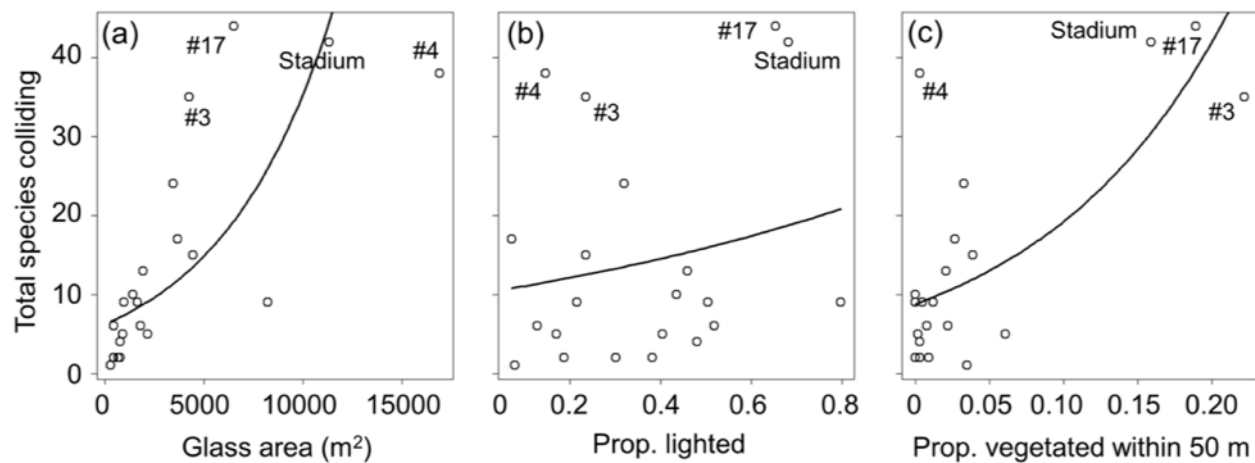 Total species colliding
40
30
20
10
0
(a)
#17
Stadium
#4
#3
0 5000 10000 15000
Glass area (m²)
(b)
#17
Stadium
#4
#3
0 0.2 0.4 0.6 0.8
Prop. lighted
(c)
Stadium
#17
#4
#3
0 0.05 0.10 0.15 0.20
Prop. vegetated within 50 m